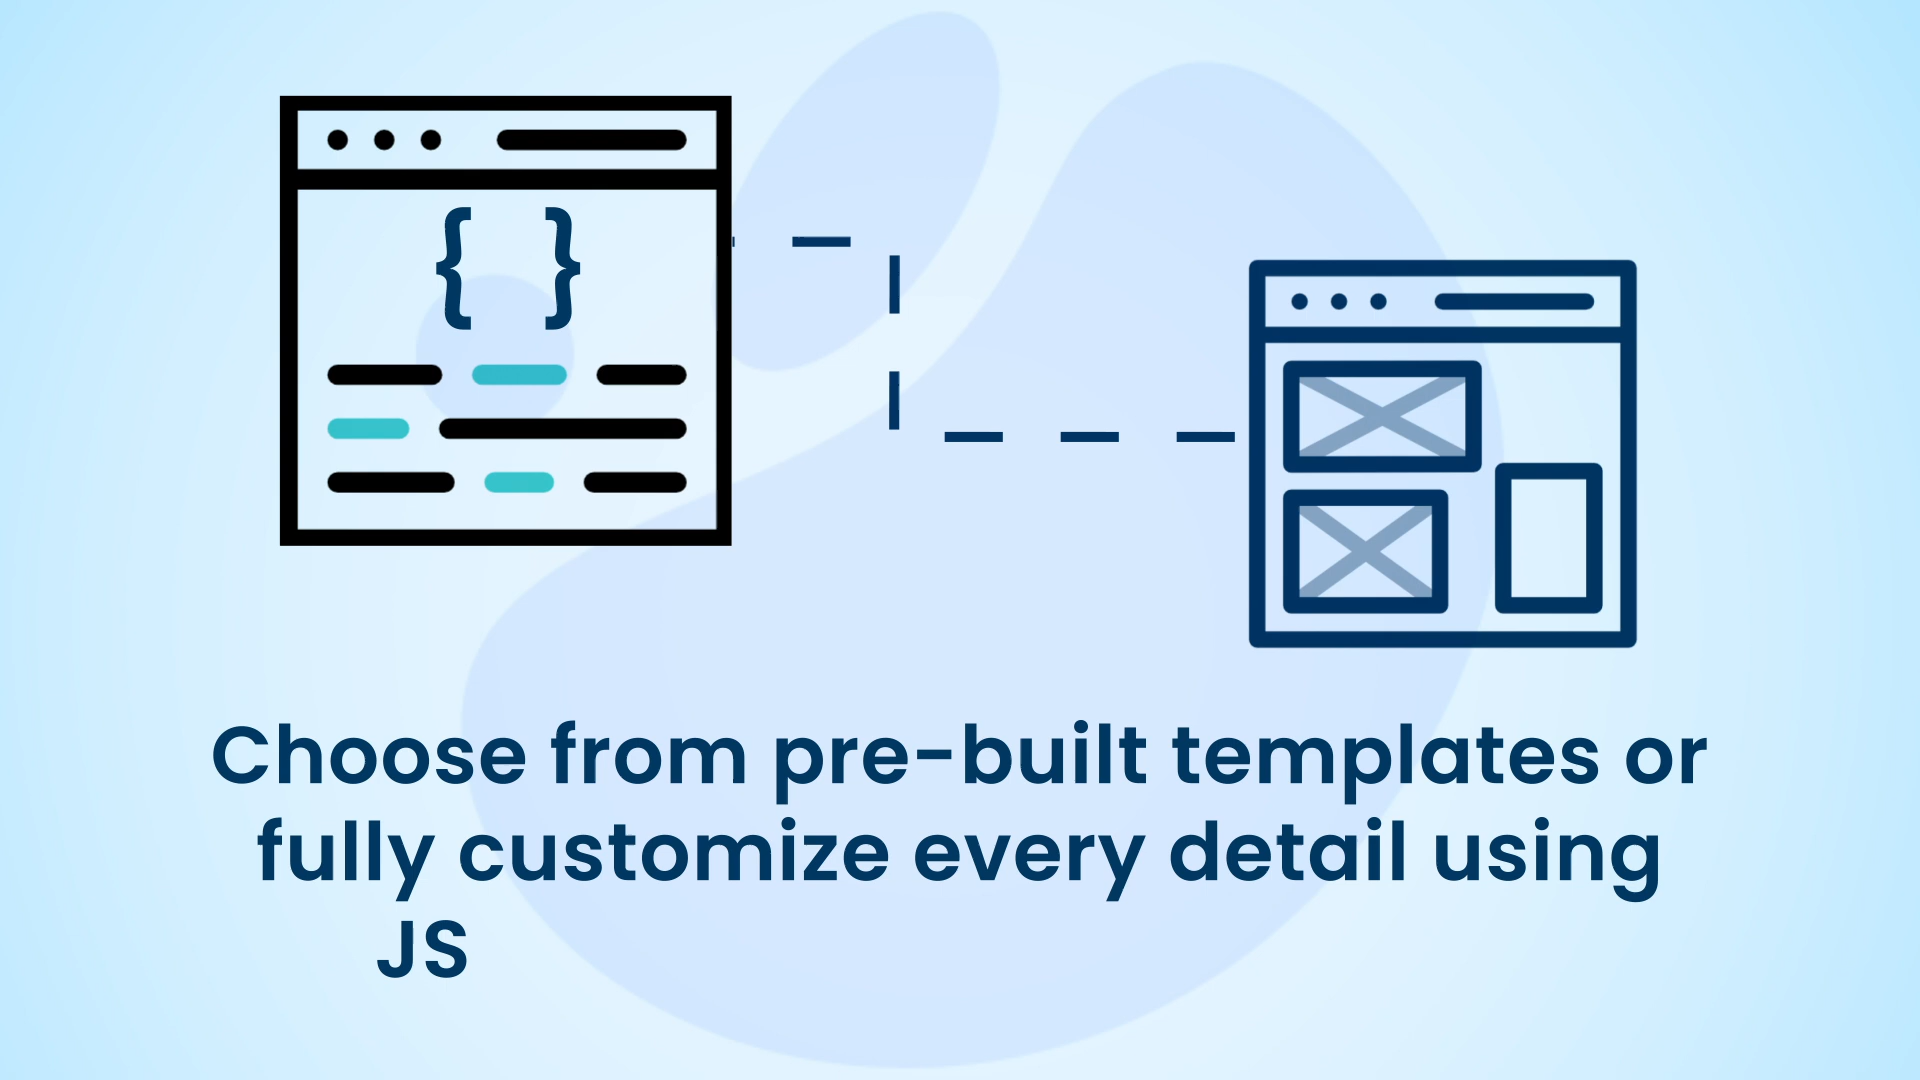 { }
Choose from pre-built templates or
fully customize every detail using
JS